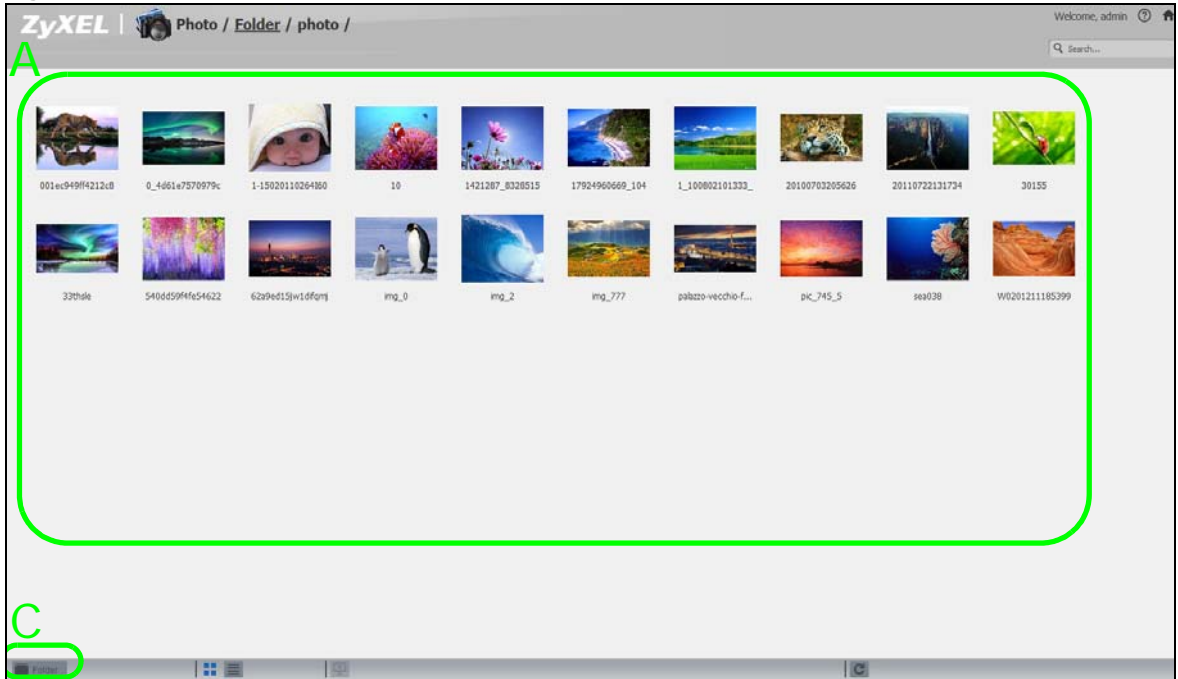 ZyXEL
Photo / Folder / photo /
Welcome, admin ?
Search...
A
001ec949ff4212c8 0_4d61e7570979c 1-15020110264I60 10 1421287_8328515 17924960669_104 1_100802101333_ 20100703205626 20110722131734 30155
33thsle 540dd59f4fe54622 62a9ed15jw1difqmj img_0 img_2 img_777 palazzo-vecchio-f... pic_745_5 sea038 W0201211185399
C
Folder